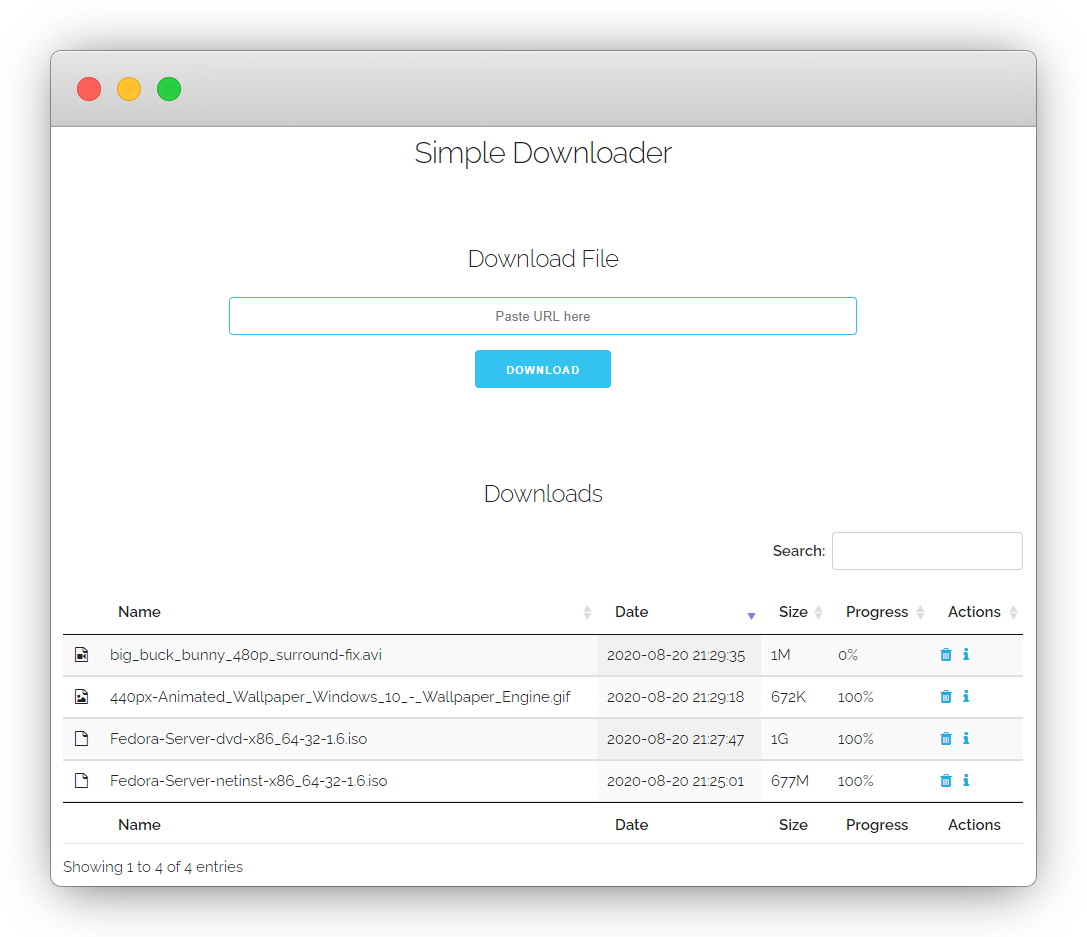 Simple Downloader
Download File
Paste URL here
DOWNLOAD
Downloads
Search:
Name Date Size Progress Actions
big_buck_bunny_480p_surround-fix.avi 2020-08-20 21:29:35 1M 0%
440px-Animated_Wallpaper_Windows_10_-_Wallpaper_Engine.gif 2020-08-20 21:29:18 672K 100%
Fedora-Server-dvd-x86_64-32-1.6.iso 2020-08-20 21:27:47 1G 100%
Fedora-Server-netinst-x86_64-32-1.6.iso 2020-08-20 21:25:01 677M 100%
Name Date Size Progress Actions
Showing 1 to 4 of 4 entries